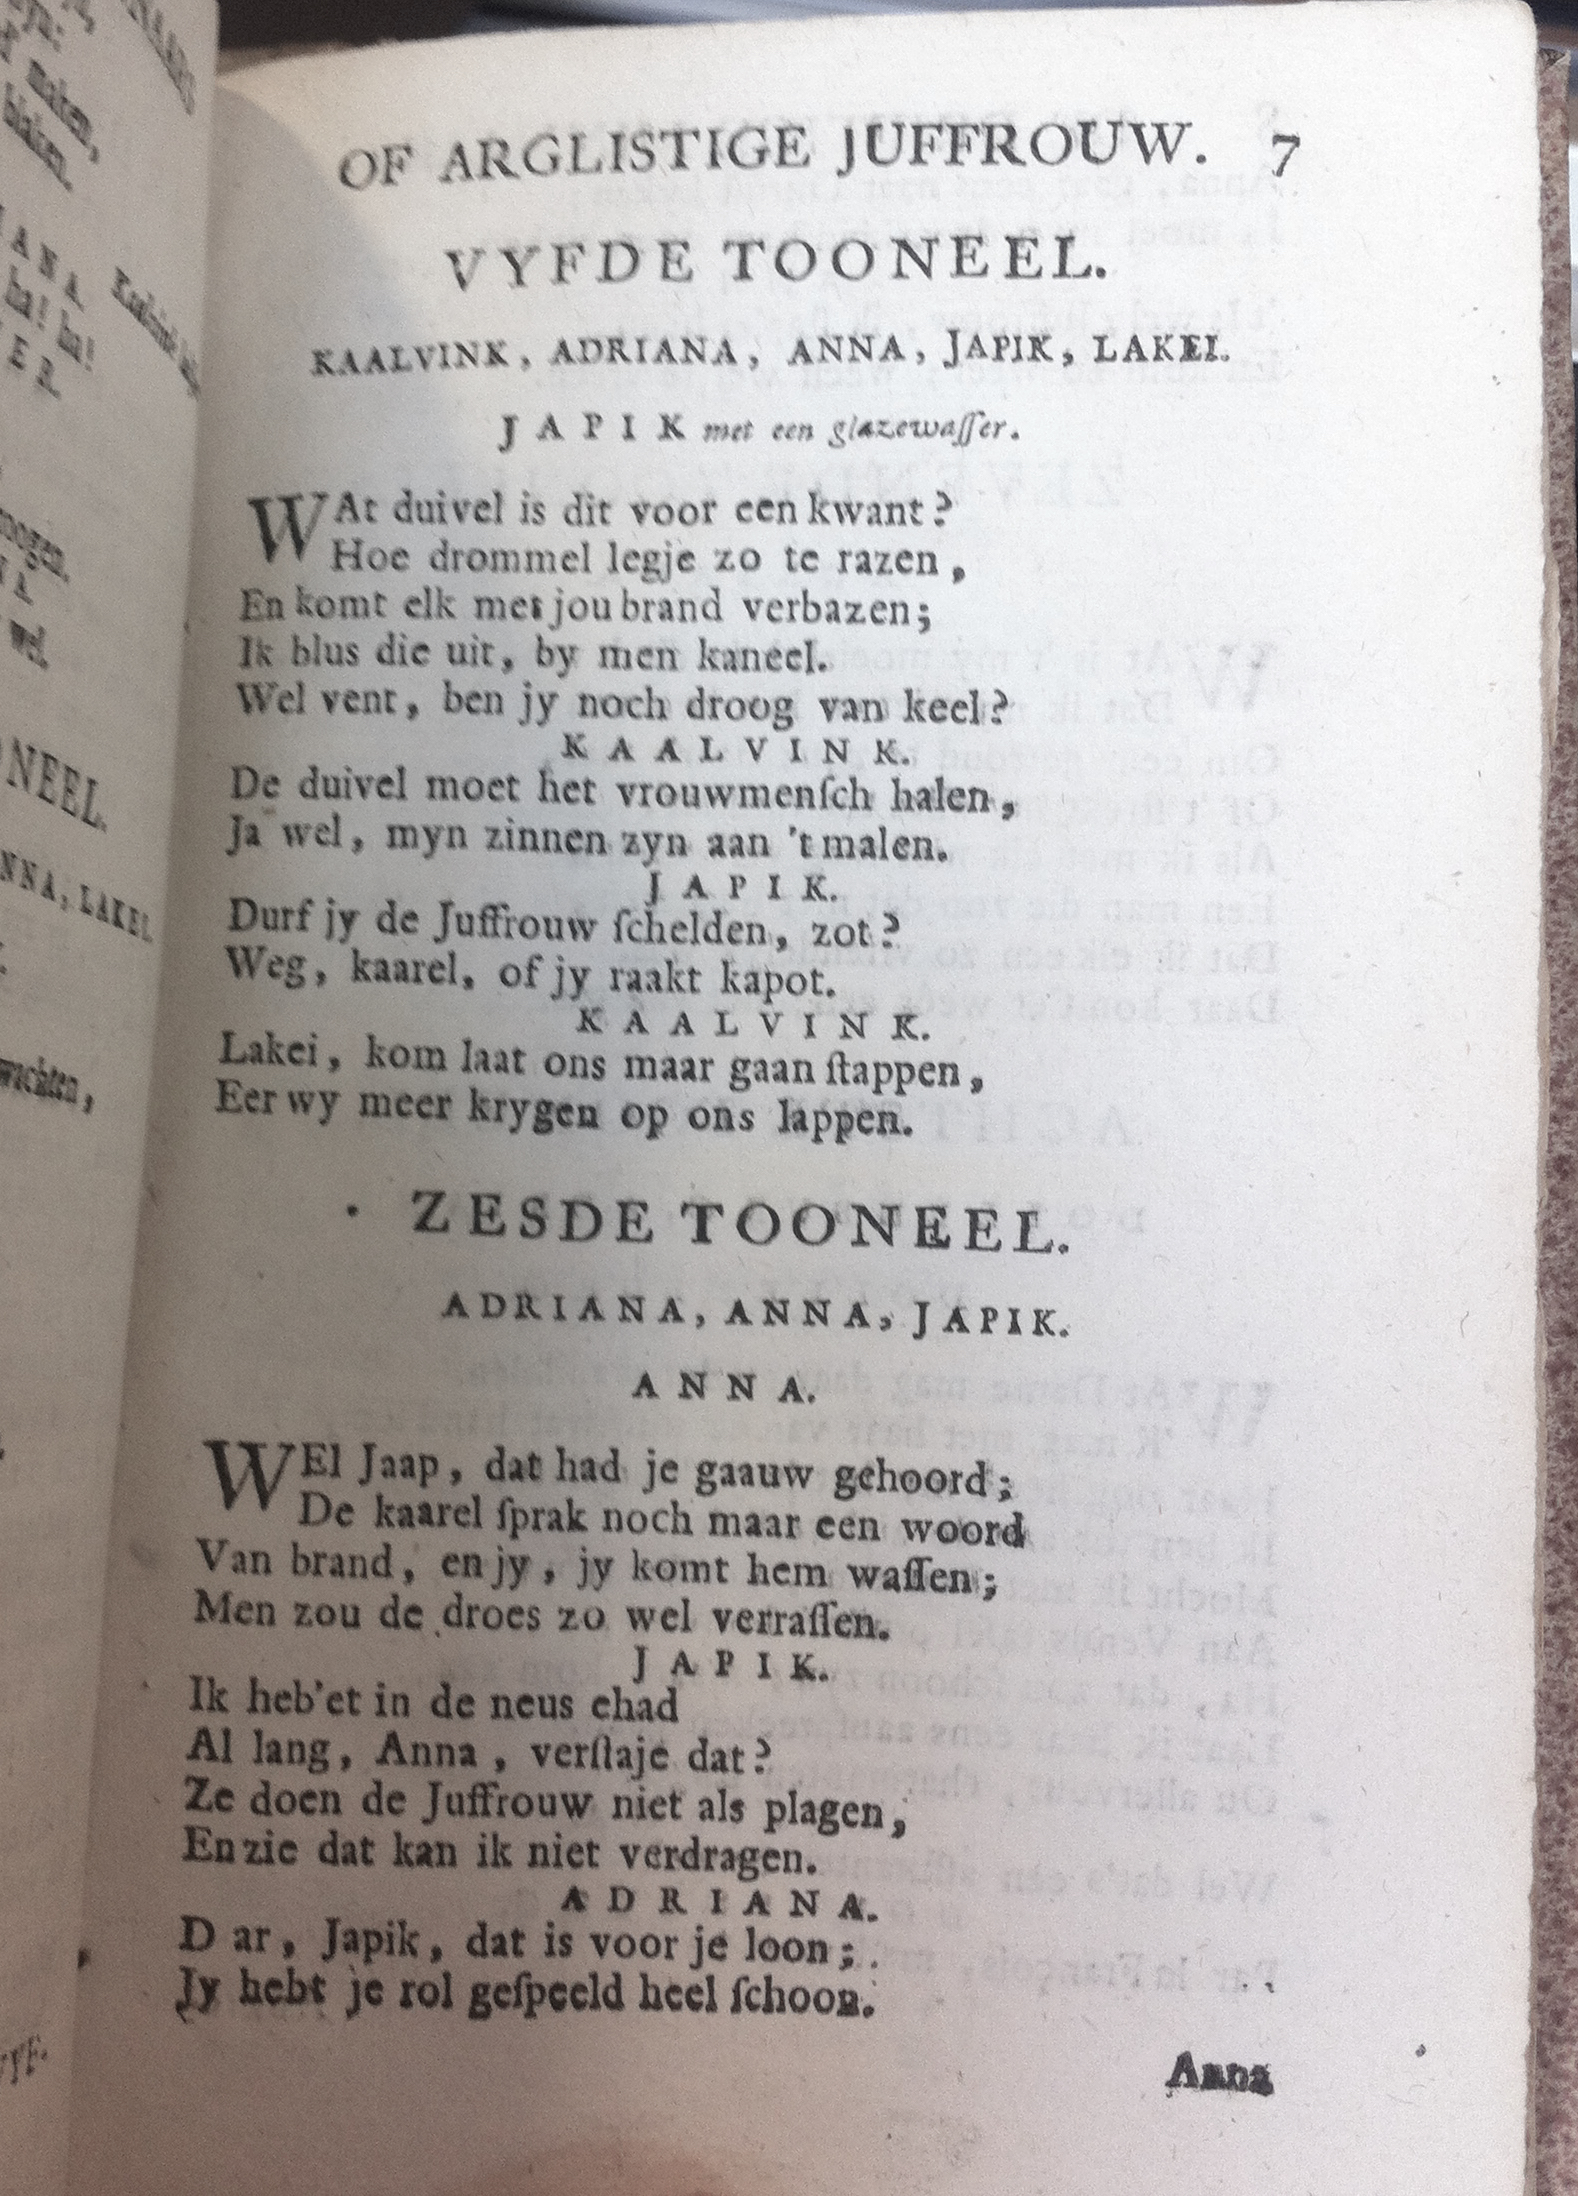 OF ARGLISTIGE JUFFROUW. 7
VYFDE TOONEEL.
KAALVINK, ADRIANA, ANNA, JAPIK, LAKEI.
JAPIK met een glazewaſſer.
WAt duivel is dit voor een kwant?
Hoe drommel legje zo te razen,
En komt elk met jou brand verbazen;
Ik blus die uit, by men kaneel.
Wel vent, ben jy noch droog van keel?
KAALVINK.
De duivel moet het vrouwmenſch halen,
Ja wel, myn zinnen zyn aan 't malen.
JAPIK.
Durf jy de Juffrouw ſchelden, zot?
Weg, kaarel, of jy raakt kapot.
KAALVINK.
Lakei, kom laat ons maar gaan ſtappen,
Eer wy meer krygen op ons lappen.
ZESDE TOONEEL.
ADRIANA, ANNA, JAPIK.
ANNA.
WEl Jaap, dat had je gaauw gehoord;
De kaarel ſprak noch maar een woord
Van brand, en jy, jy komt hem waſſen;
Men zou de droes zo wel verraſſen.
JAPIK.
Ik heb'et in de neus ehad
Al lang, Anna, verſtaje dat?
Ze doen de Juffrouw niet als plagen,
En zie dat kan ik niet verdragen.
ADRIANA.
D ar, Japik, dat is voor je loon;
Jy hebt je rol geſpeeld heel ſchoon.
Anna